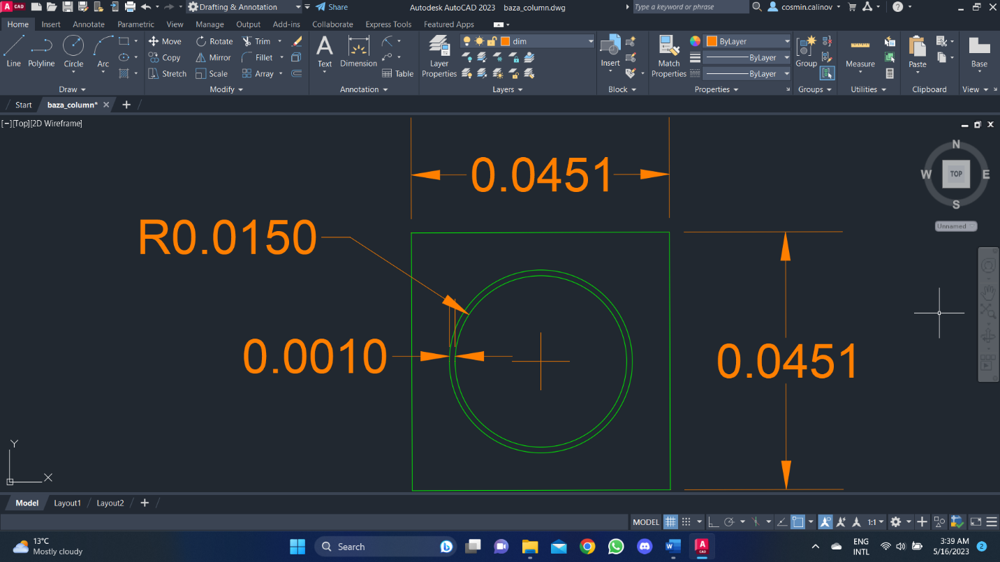 A CAD Drafting & Annotation Share Autodesk AutoCAD 2023 baza_column.dwg Type a keyword or phrase cosmin.calinov
Home Insert Annotate Parametric View Manage Output Add-ins Collaborate Express Tools Featured Apps
Line Polyline Circle Arc Move Rotate Trim Text Dimension Layer Properties dim Insert Match Properties ByLayer Group Measure Paste Base
Copy Mirror Fillet ByLayer
Stretch Scale Array Table ByLayer
Draw Modify Annotation Layers Block Properties Groups Utilities Clipboard View
Start baza_column*
[−][Top][2D Wireframe]
N
W TOP E
S
Unnamed
0.0451
R0.0150
0.0010
0.0451
Y
X
Model Layout1 Layout2
MODEL 1:1
13°C
Mostly cloudy
Search
ENG
INTL
3:39 AM
5/16/2023
2